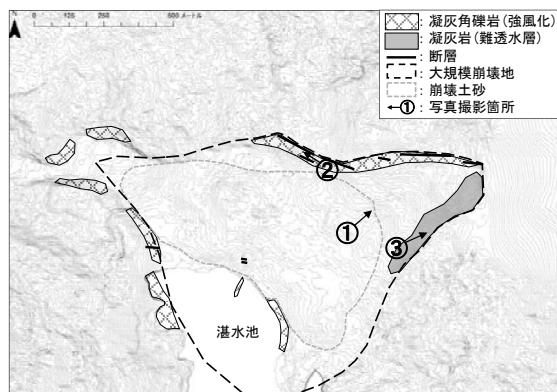 0 125 250 500 メートル
凝灰角礫岩(強風化)
凝灰岩(難透水層)
断層
大規模崩壊地
崩壊土砂
① 写真撮影箇所
②
①
③
湛水池